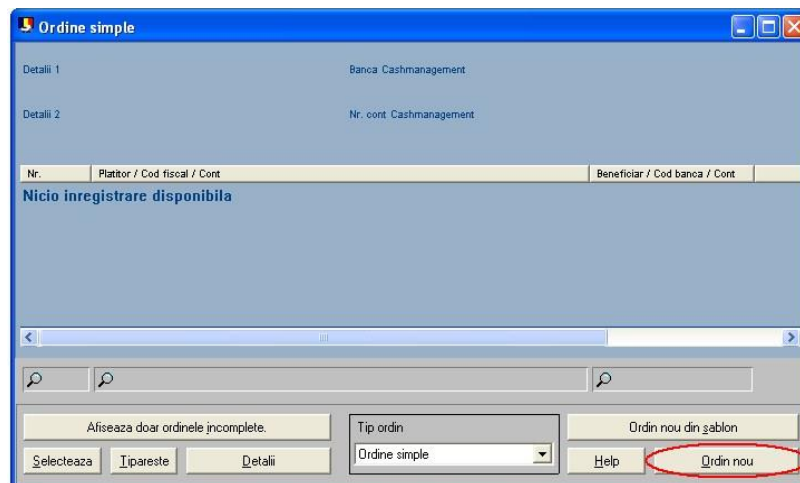 Ordine simple
Detalii 1 Banca Cashmanagement
Detalii 2 Nr. cont Cashmanagement
Nr. Platitor / Cod fiscal / Cont Beneficiar / Cod banca / Cont
Nicio inregistrare disponibila
Afiseaza doar ordinele incomplete. Tip ordin Ordin nou din sablon
Selecteaza Tipareste Detalii Ordine simple Help Ordin nou